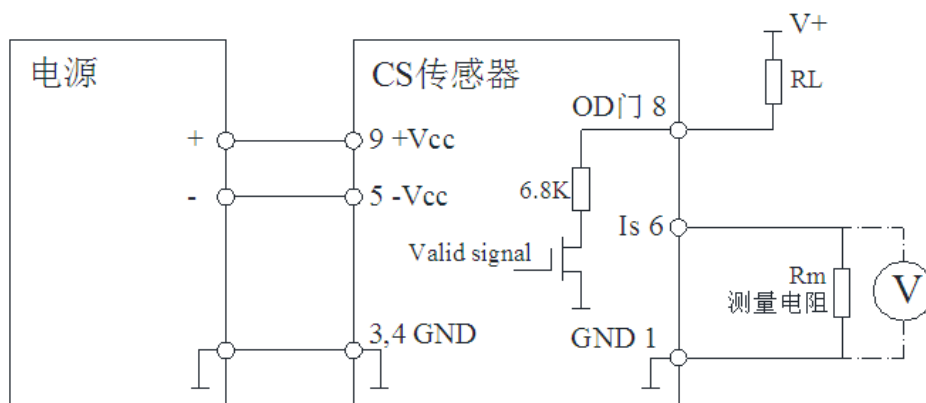 电源
CS传感器
V+
RL
OD门 8
+
9 +Vcc
6.8K
-
5 -Vcc
Is 6
Valid signal
Rm
测量电阻
V
3,4 GND
GND 1